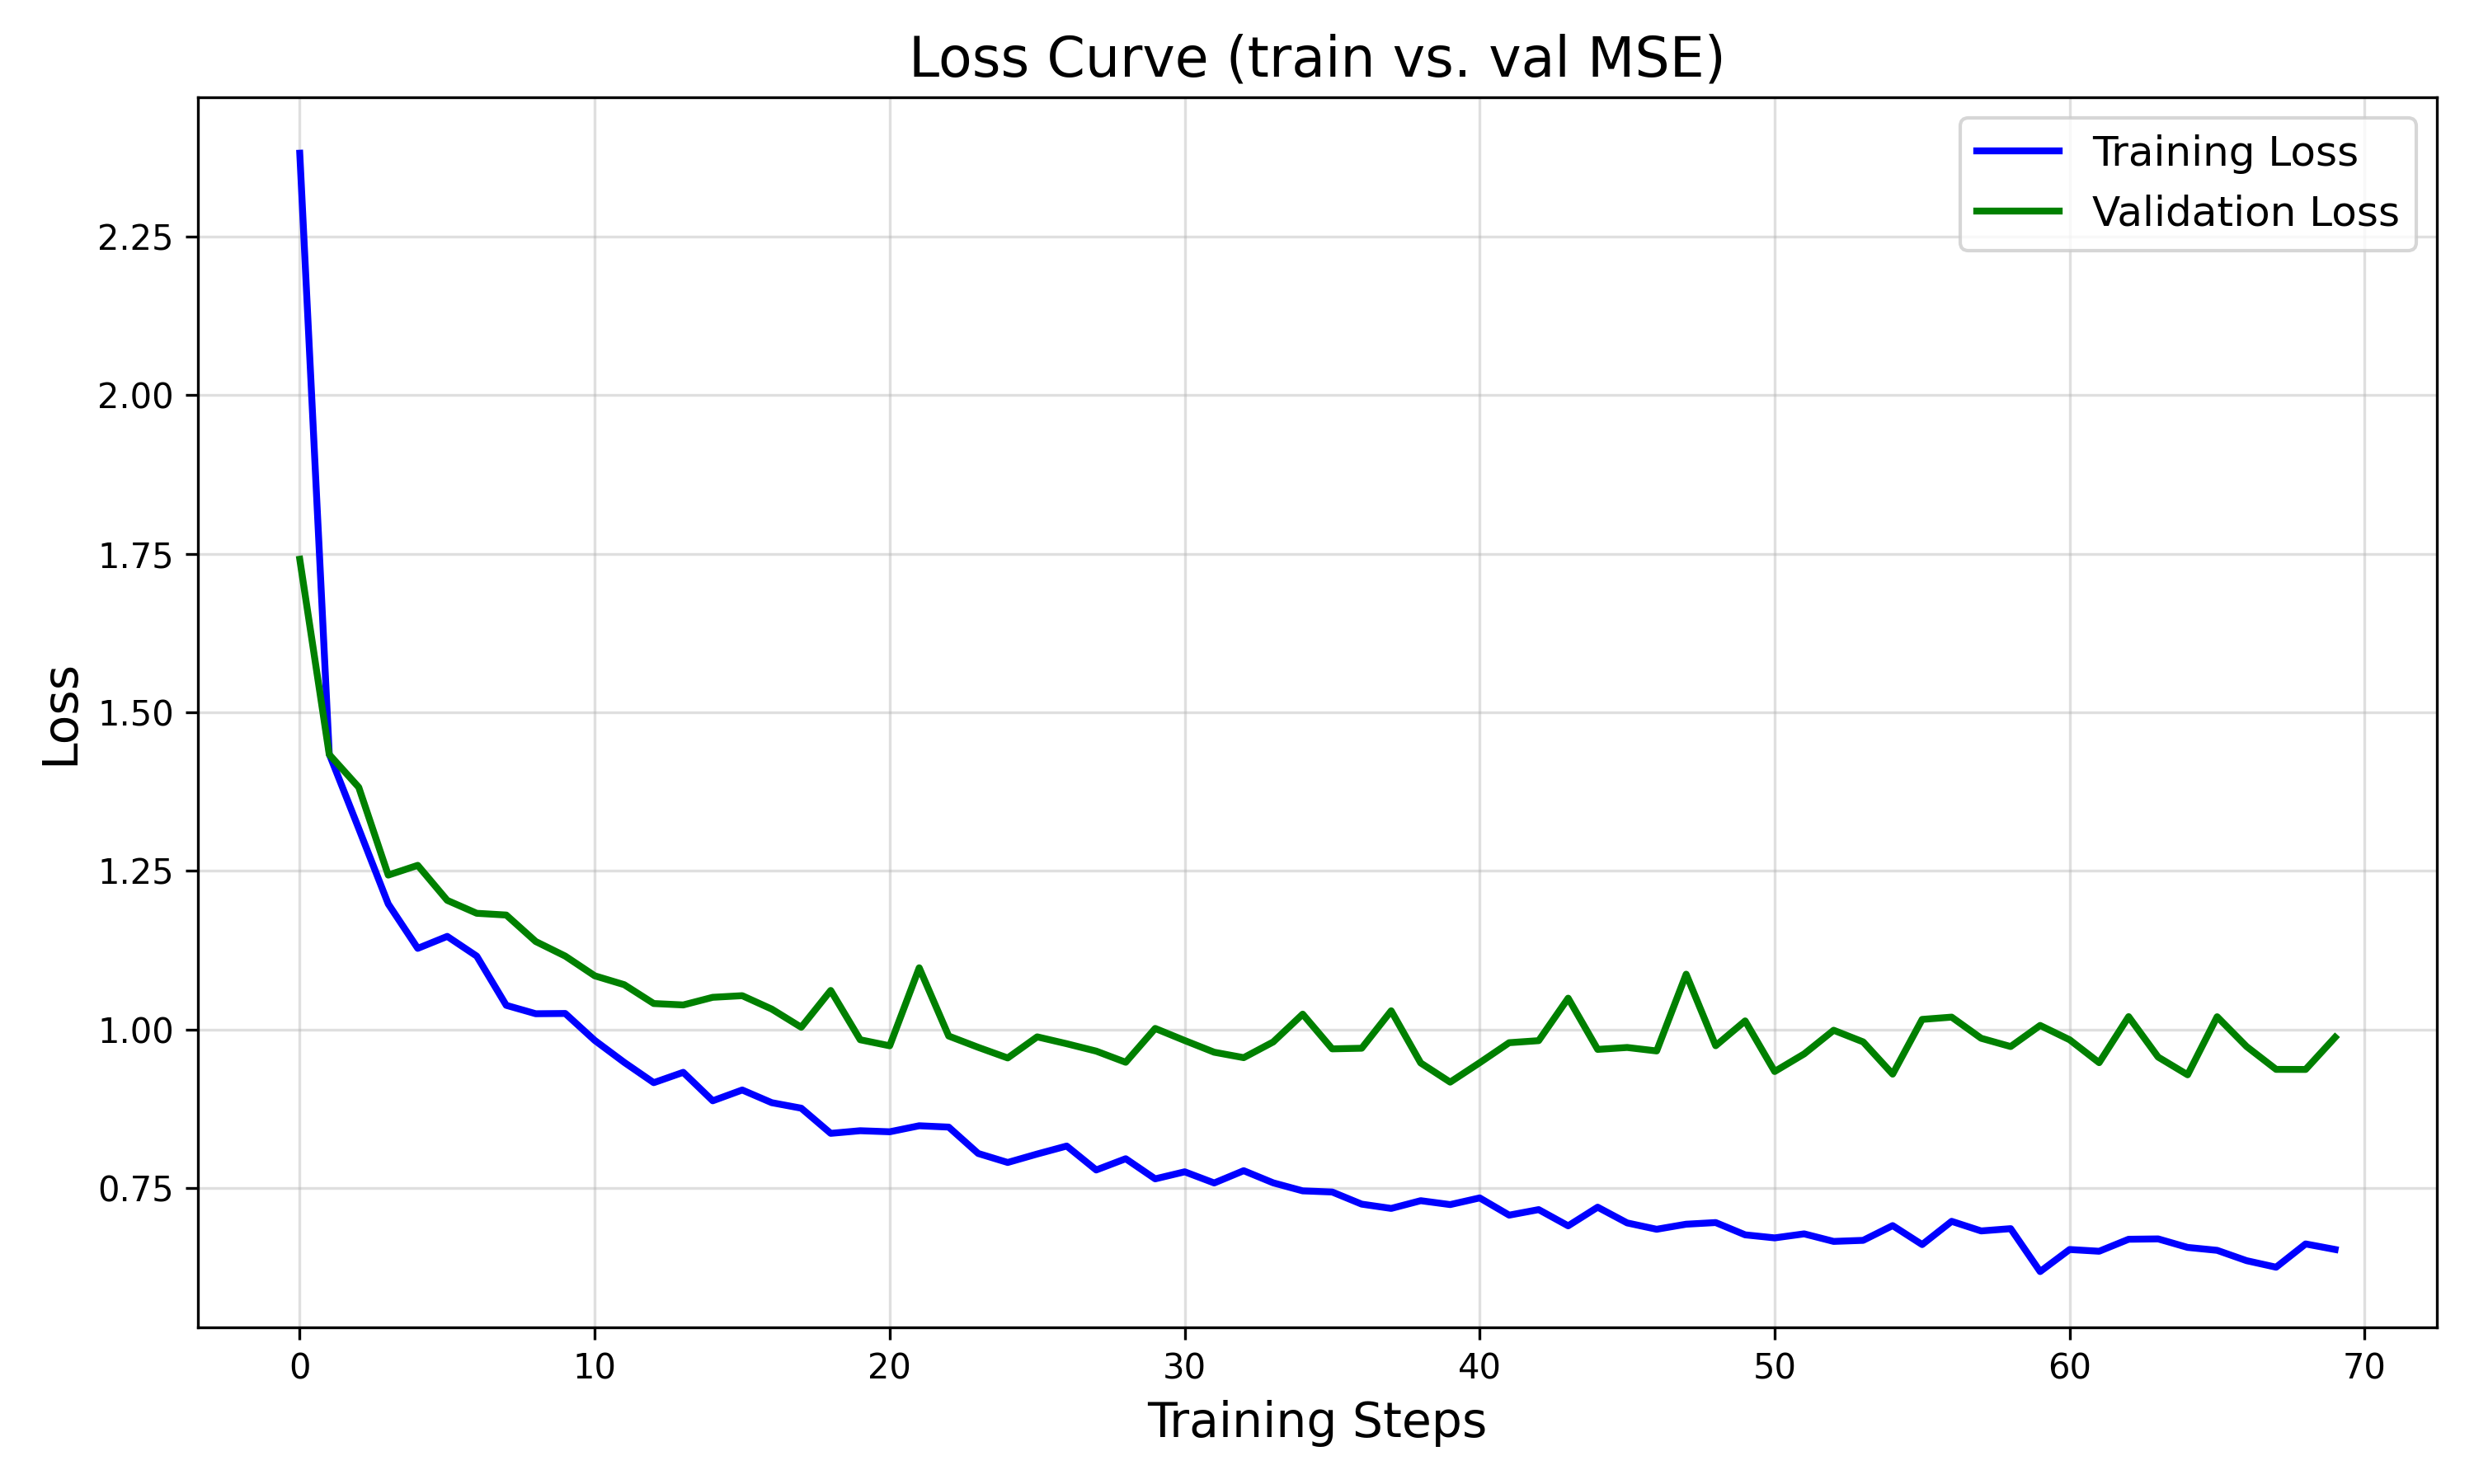 Loss Curve (train vs. val MSE)
Training Loss
Validation Loss
2.25
2.00
1.75
1.50
1.25
1.00
0.75
Loss
0 10 20 30 40 50 60 70
Training Steps